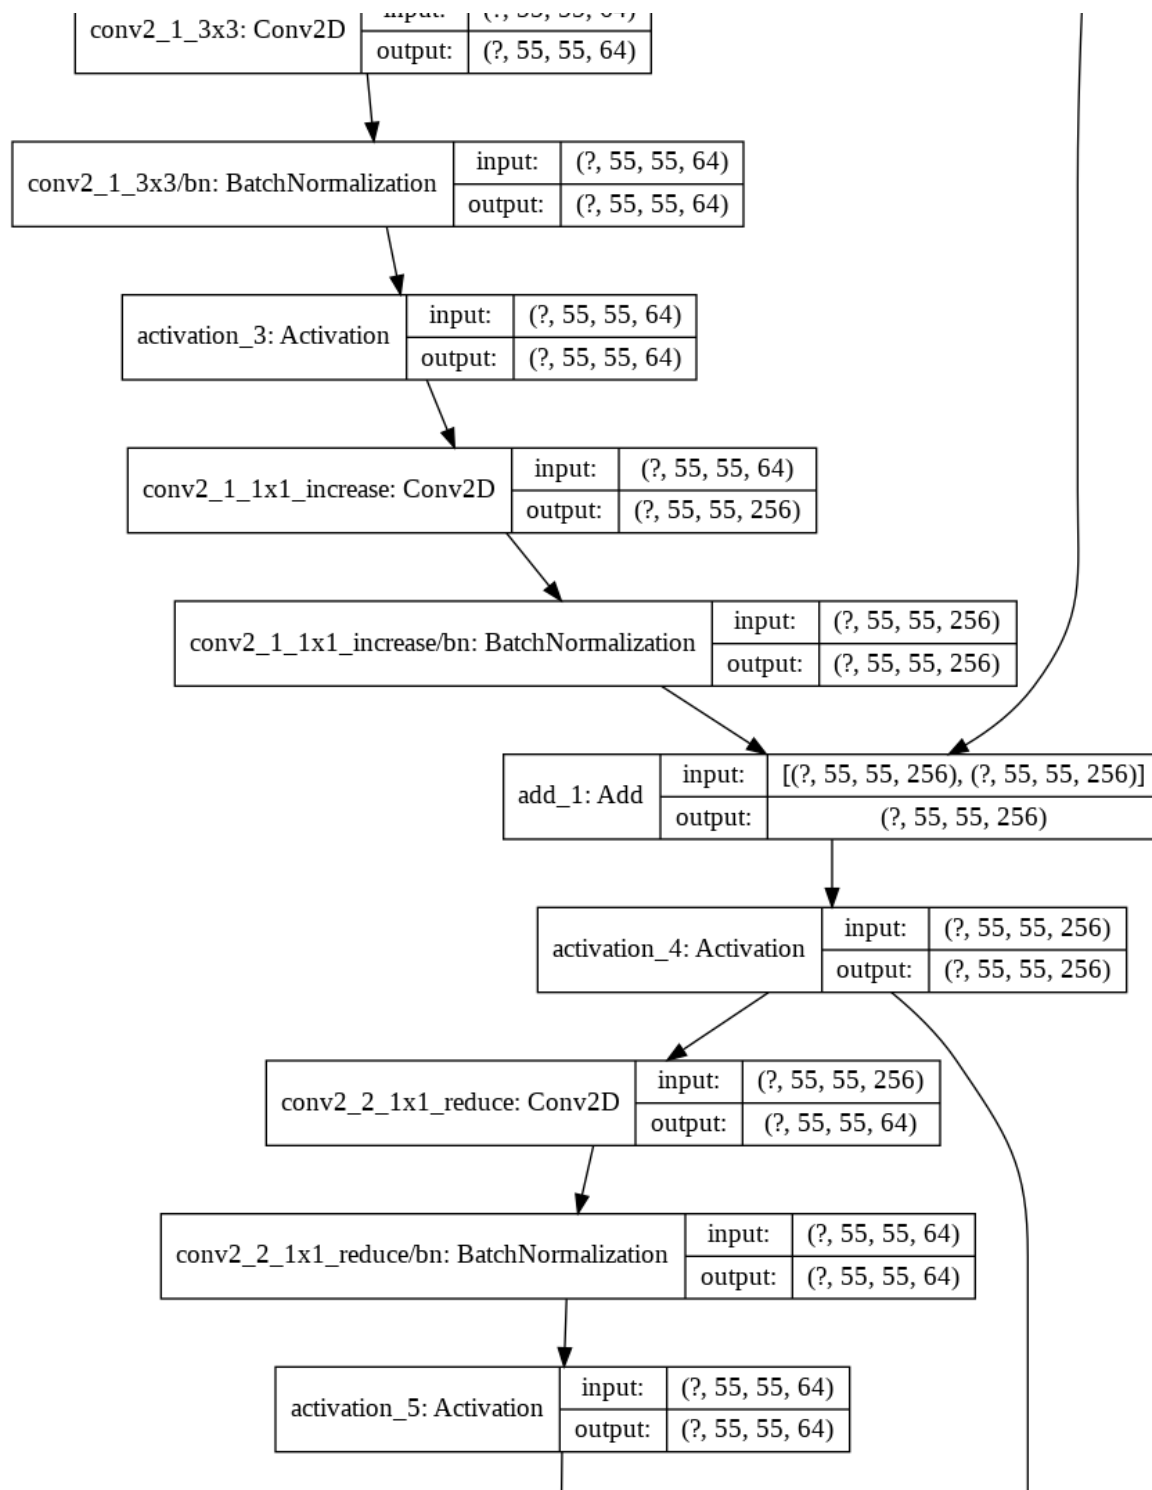 conv2_1_3x3: Conv2D
output: (?, 55, 55, 64)
conv2_1_3x3/bn: BatchNormalization
input: (?, 55, 55, 64)
output: (?, 55, 55, 64)
activation_3: Activation
input: (?, 55, 55, 64)
output: (?, 55, 55, 64)
conv2_1_1x1_increase: Conv2D
input: (?, 55, 55, 64)
output: (?, 55, 55, 256)
conv2_1_1x1_increase/bn: BatchNormalization
input: (?, 55, 55, 256)
output: (?, 55, 55, 256)
add_1: Add
input: [(?, 55, 55, 256), (?, 55, 55, 256)]
output: (?, 55, 55, 256)
activation_4: Activation
input: (?, 55, 55, 256)
output: (?, 55, 55, 256)
conv2_2_1x1_reduce: Conv2D
input: (?, 55, 55, 256)
output: (?, 55, 55, 64)
conv2_2_1x1_reduce/bn: BatchNormalization
input: (?, 55, 55, 64)
output: (?, 55, 55, 64)
activation_5: Activation
input: (?, 55, 55, 64)
output: (?, 55, 55, 64)